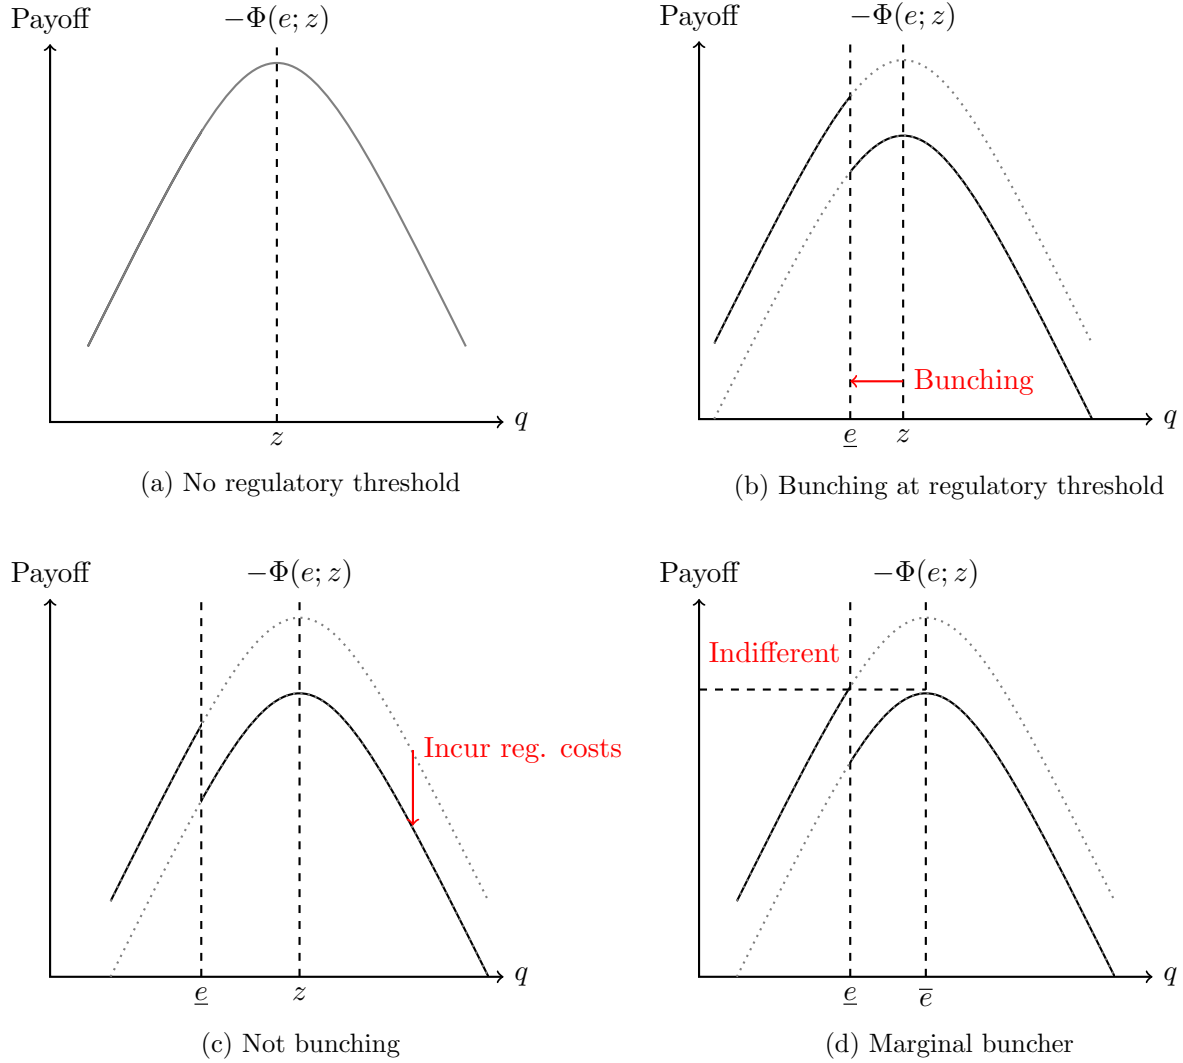 Payoff
−Φ(e; z)
q
z
(a) No regulatory threshold
Payoff
−Φ(e; z)
Bunching
q
e̲
z
(b) Bunching at regulatory threshold
Payoff
−Φ(e; z)
Incur reg. costs
q
e̲
z
(c) Not bunching
Payoff
−Φ(e; z)
Indifferent
q
e̲
e̅
(d) Marginal buncher